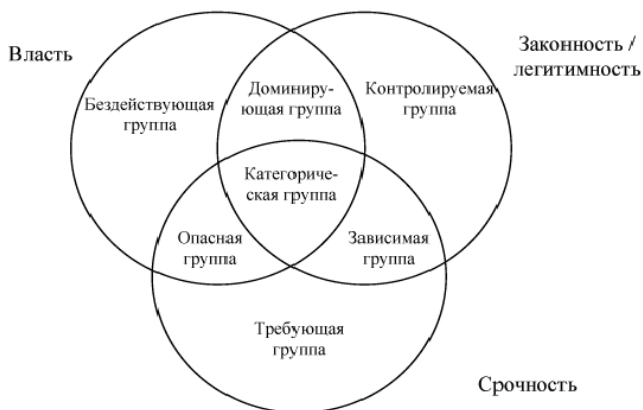 Власть
Законность /
легитимность
Бездействующая
группа
Доминиру-
ющая группа
Контролируемая
группа
Категориче-
ская группа
Опасная
группа
Зависимая
группа
Требующая
группа
Срочность